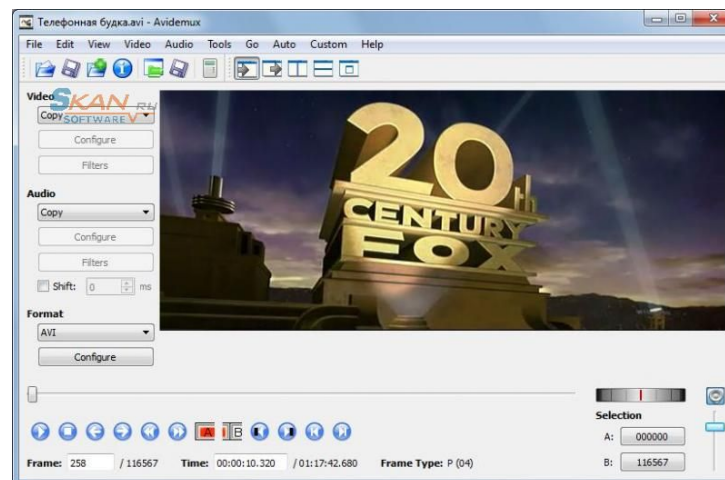 Телефонная будка.avi - Avidemux
File Edit View Video Audio Tools Go Auto Custom Help
Video
SKAN RU
SOFTWARE V
Copy
Configure
Filters
Audio
Copy
Configure
Filters
Shift: 0 ms
Format
AVI
Configure
20th
CENTURY
FOX
A B
Selection
A: 000000
B: 116567
Frame: 258 / 116567 Time: 00:00:10.320 / 01:17:42.680 Frame Type: P (04)